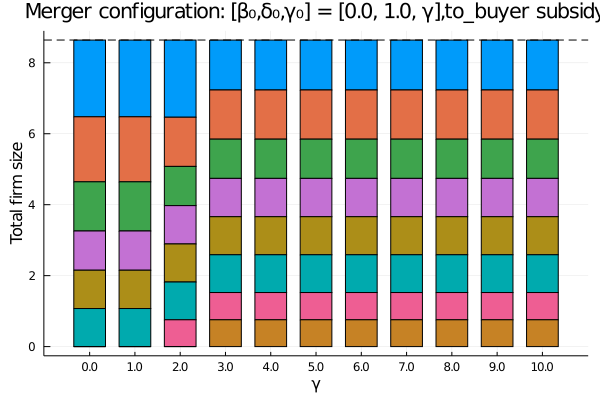 Merger configuration: [β₀,δ₀,γ₀] = [0.0, 1.0, γ],to_buyer subsidy
Total firm size
8
6
4
2
0
0.0 1.0 2.0 3.0 4.0 5.0 6.0 7.0 8.0 9.0 10.0
γ